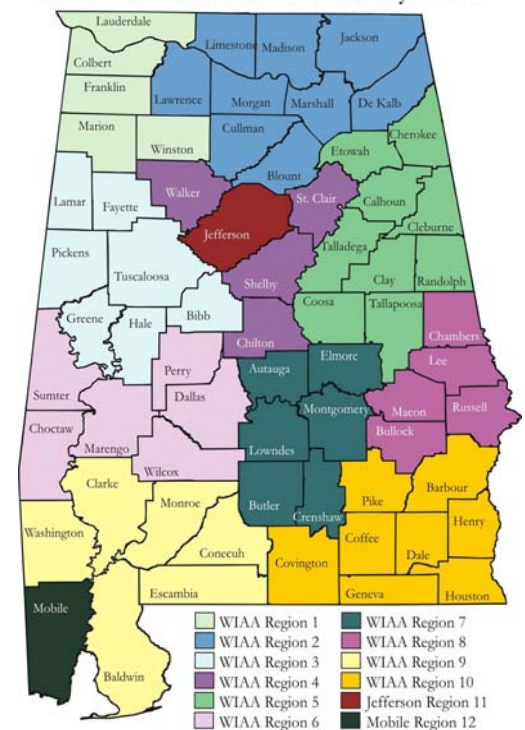 Lauderdale
Limestone
Madison
Jackson
Colbert
Franklin
Lawrence
Morgan
Marshall
De Kalb
Marion
Winston
Cullman
Blount
Etowah
Cherokee
Lamar
Fayette
Walker
Jefferson
St. Clair
Calhoun
Cleburne
Pickens
Tuscaloosa
Shelby
Talladega
Clay
Randolph
Greene
Hale
Bibb
Chilton
Coosa
Tallapoosa
Chambers
Lee
Sumter
Perry
Dallas
Autauga
Elmore
Montgomery
Macon
Russell
Bullock
Choctaw
Marengo
Wilcox
Lowndes
Clarke
Monroe
Butler
Crenshaw
Pike
Barbour
Washington
Conecuh
Covington
Coffee
Dale
Henry
Mobile
Escambia
Geneva
Houston
Baldwin
WIAA Region 1
WIAA Region 2
WIAA Region 3
WIAA Region 4
WIAA Region 5
WIAA Region 6
WIAA Region 7
WIAA Region 8
WIAA Region 9
WIAA Region 10
Jefferson Region 11
Mobile Region 12